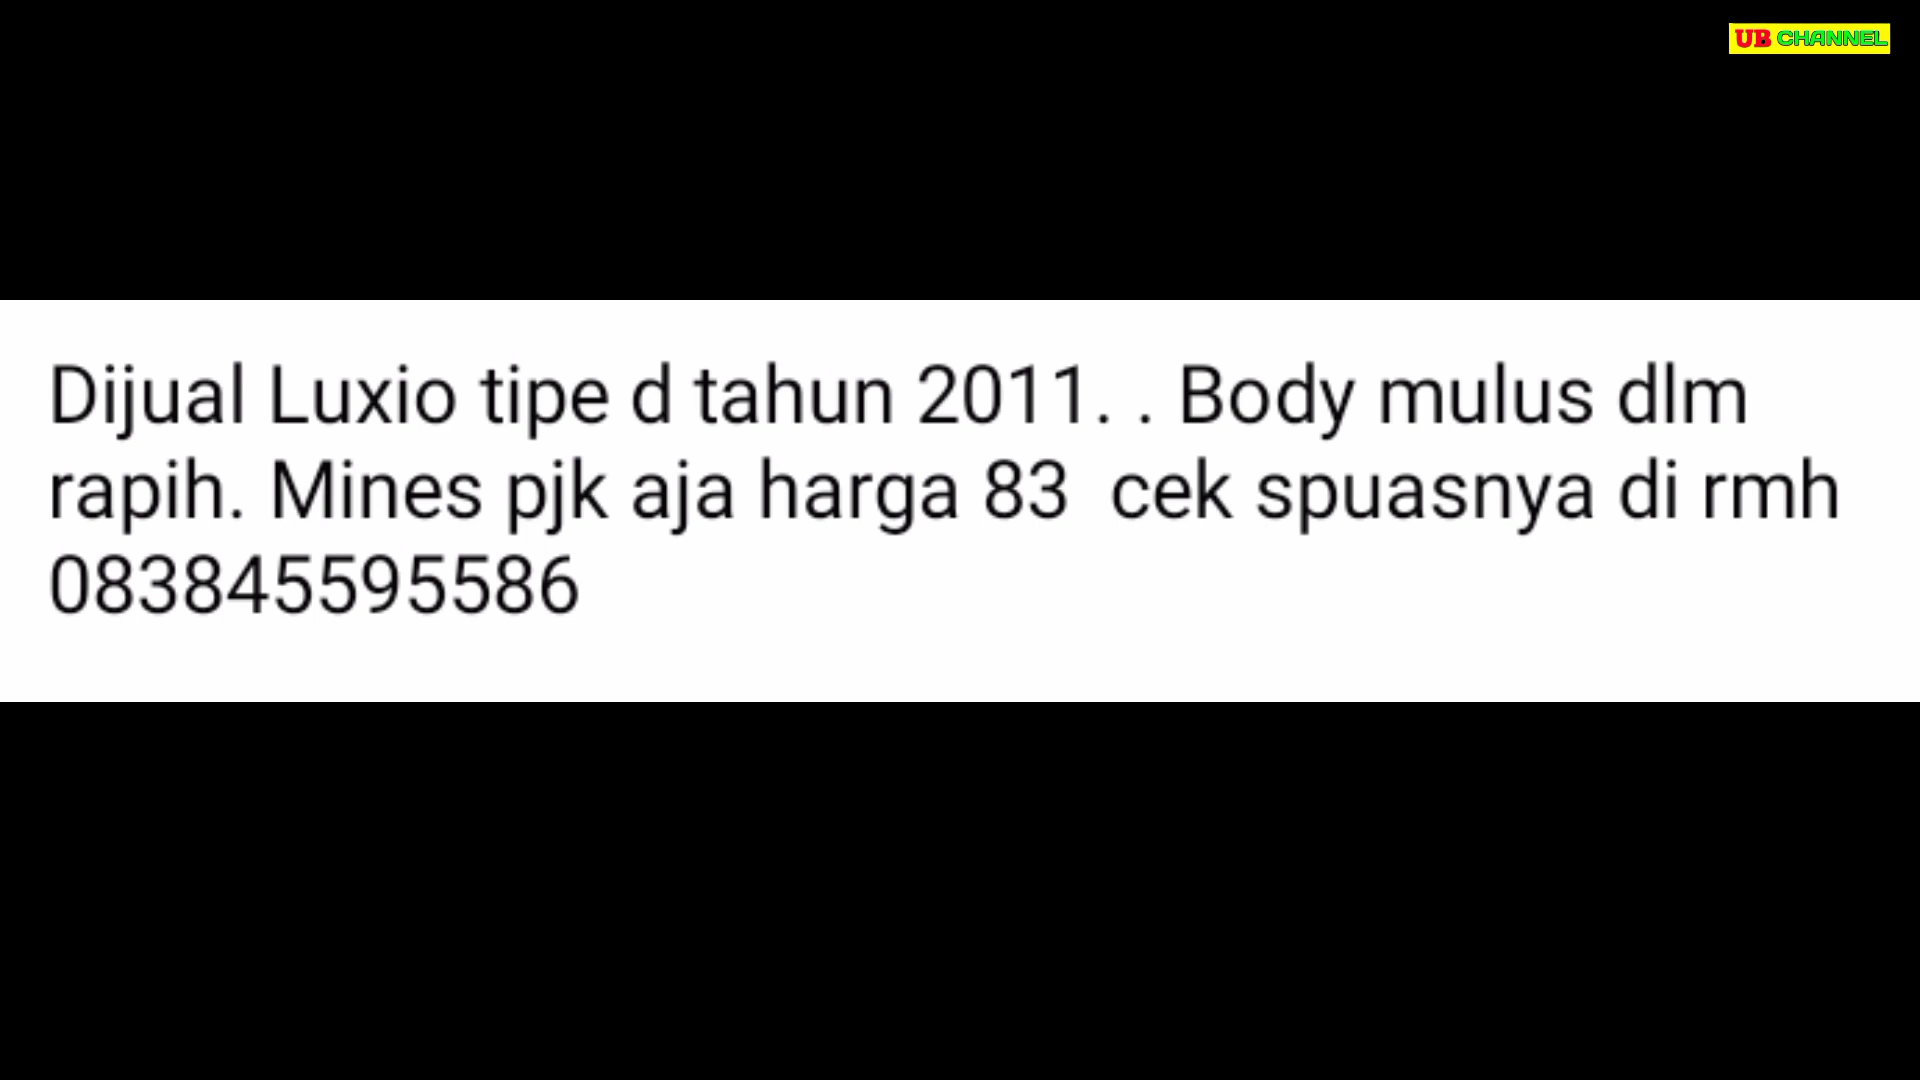 UB CHANNEL
Dijual Luxio tipe d tahun 2011. . Body mulus dlm
rapih. Mines pjk aja harga 83  cek spuasnya di rmh
083845595586